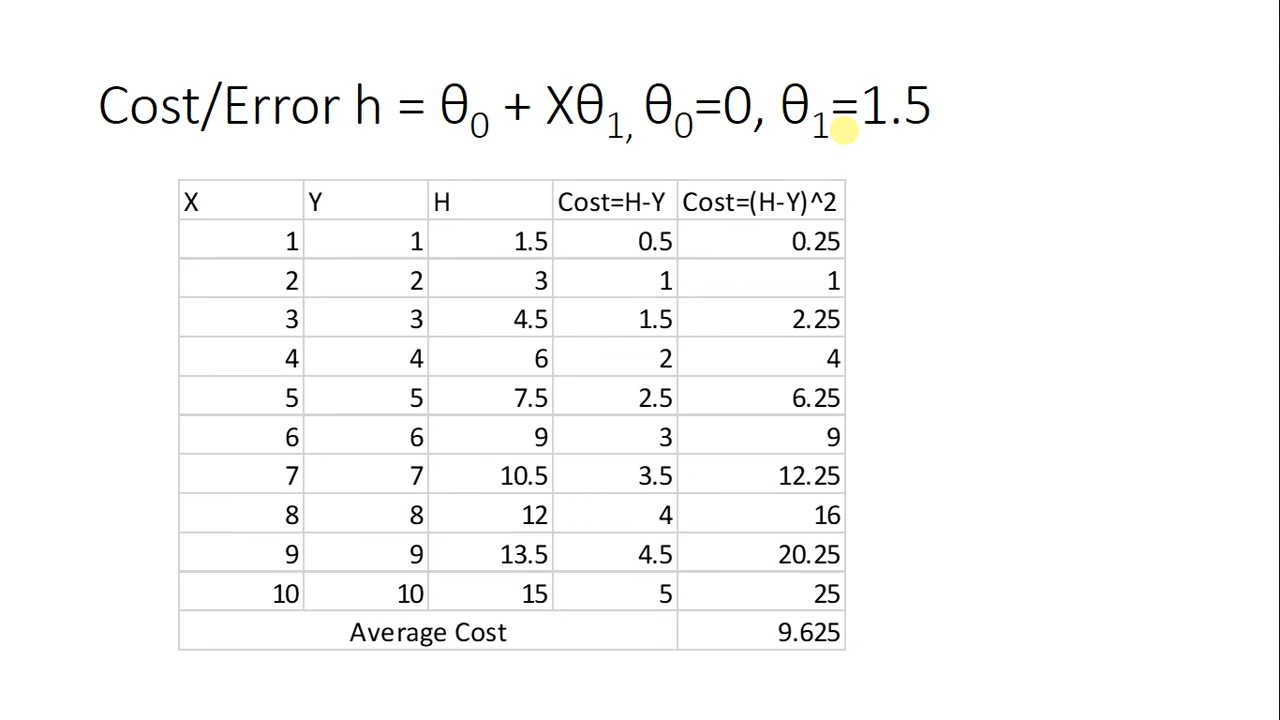 Cost/Error h = θ₀ + Xθ₁, θ₀=0, θ₁=1.5
X Y H Cost=H-Y Cost=(H-Y)^2
1 1 1.5 0.5 0.25
2 2 3 1 1
3 3 4.5 1.5 2.25
4 4 6 2 4
5 5 7.5 2.5 6.25
6 6 9 3 9
7 7 10.5 3.5 12.25
8 8 12 4 16
9 9 13.5 4.5 20.25
10 10 15 5 25
Average Cost 9.625